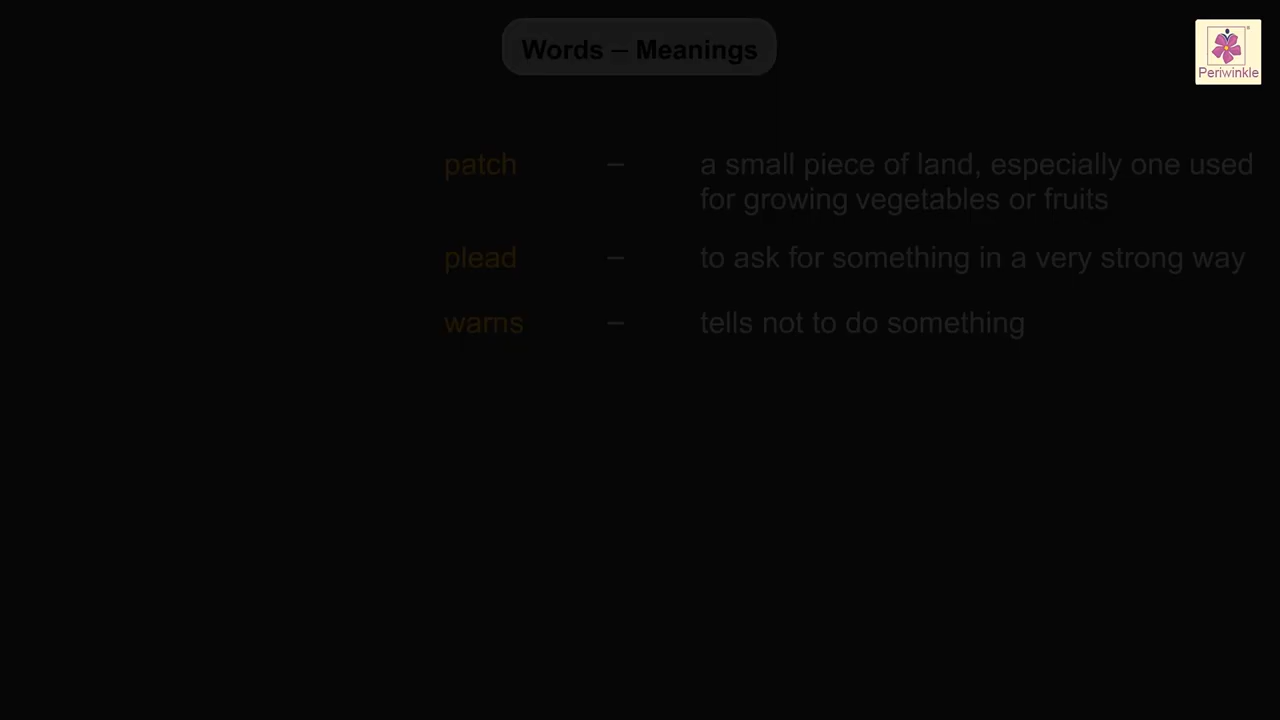 Words – Meanings
Periwinkle
patch – a small piece of land, especially one used
for growing vegetables or fruits
plead – to ask for something in a very strong way
warns – tells not to do something